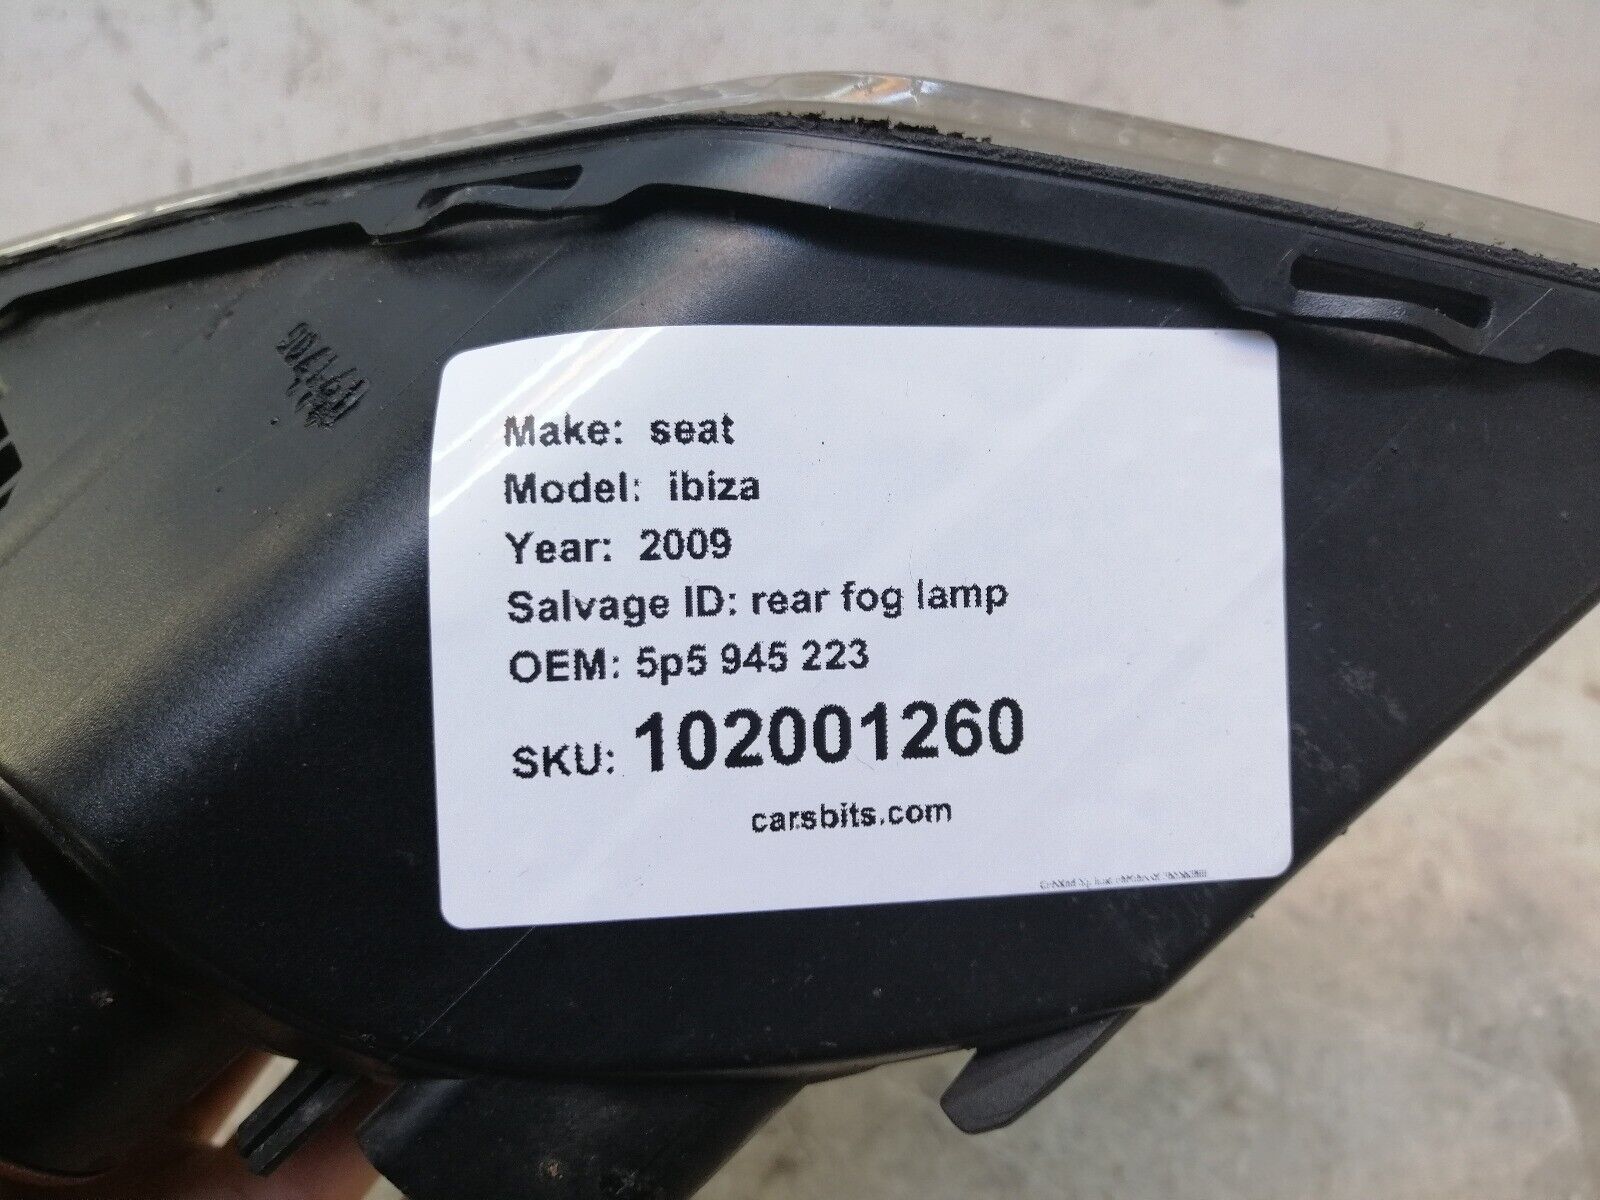 Make: seat
Model: ibiza
Year: 2009
Salvage ID: rear fog lamp
OEM: 5p5 945 223
SKU: 102001260
carsbits.com